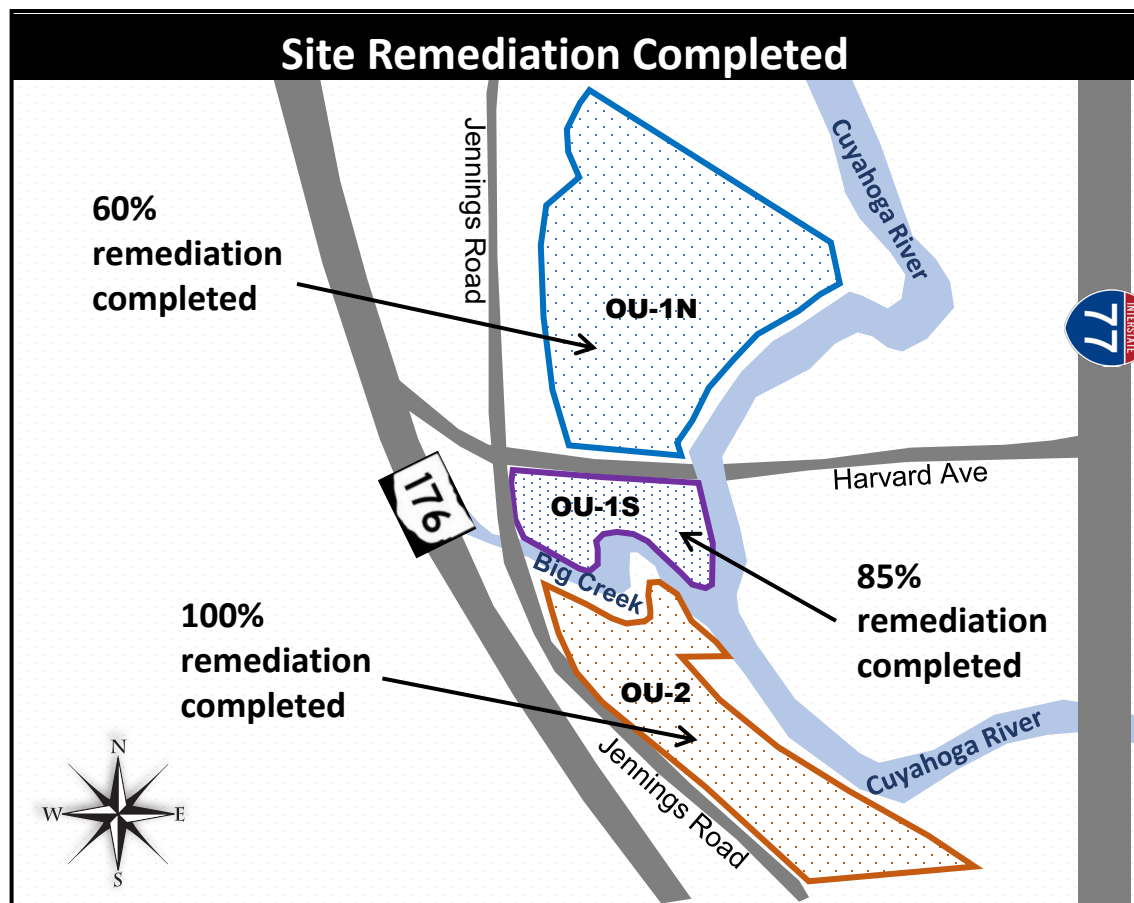 Site Remediation Completed
60%
remediation
completed
Jennings Road
Cuyahoga River
OU-1N
INTERSTATE
77
Harvard Ave
176
OU-1S
Big Creek
85%
remediation
completed
100%
remediation
completed
OU-2
Jennings Road
Cuyahoga River
N
W
E
S